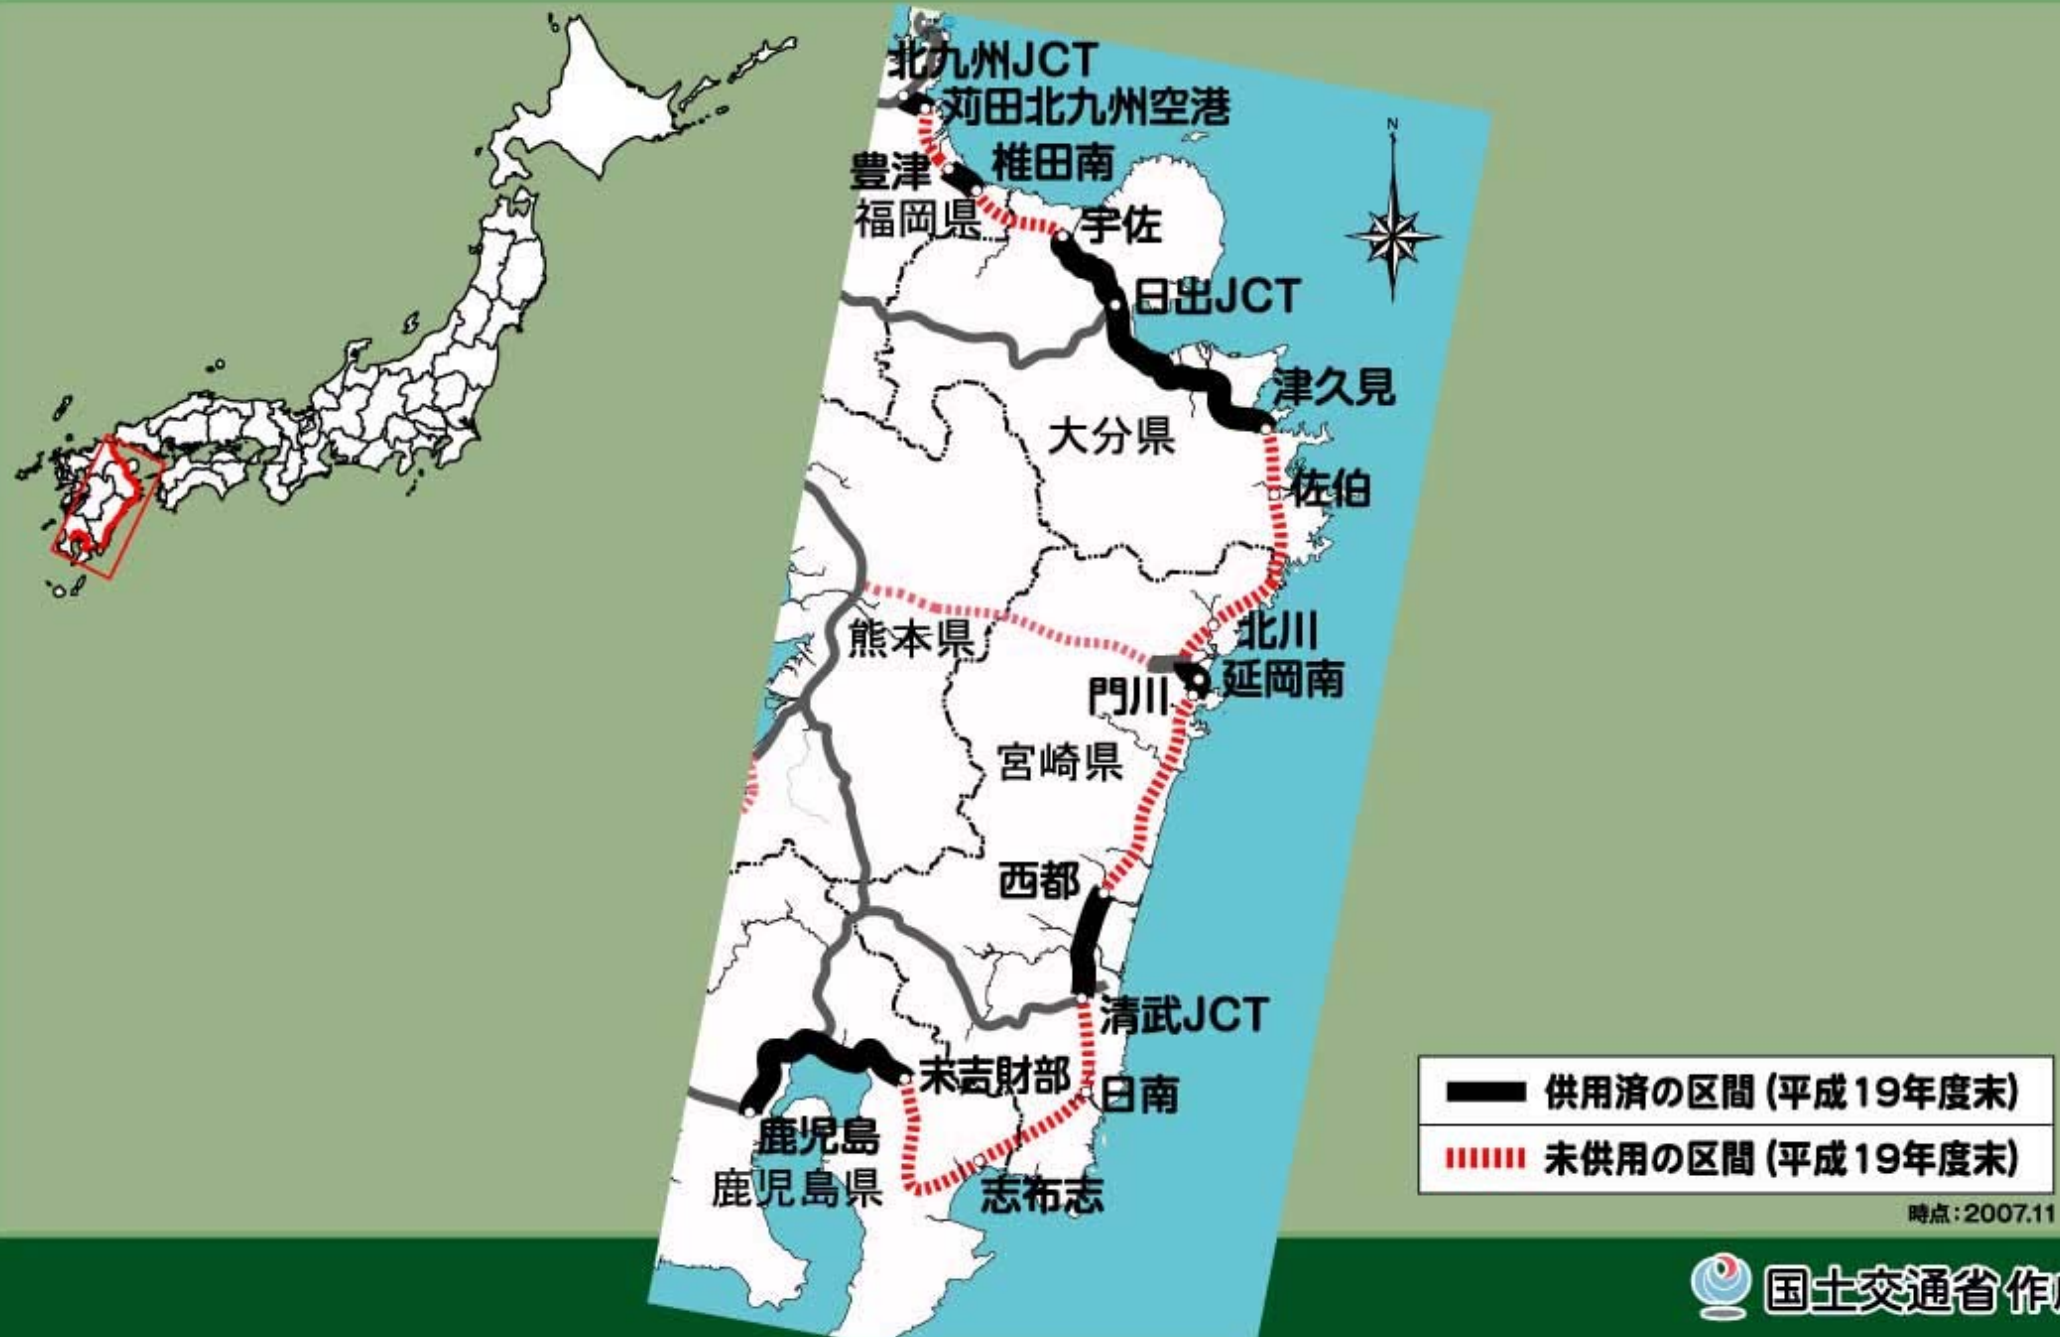 北九州JCT
苅田北九州空港
豊津
椎田南
福岡県
宇佐
日出JCT
津久見
大分県
佐伯
北川
熊本県
延岡南
門川
宮崎県
西都
清武JCT
末吉財部
日南
鹿児島
鹿児島県
志布志
N
供用済の区間(平成19年度末)
未供用の区間(平成19年度末)
時点:2007.11
国土交通省 作